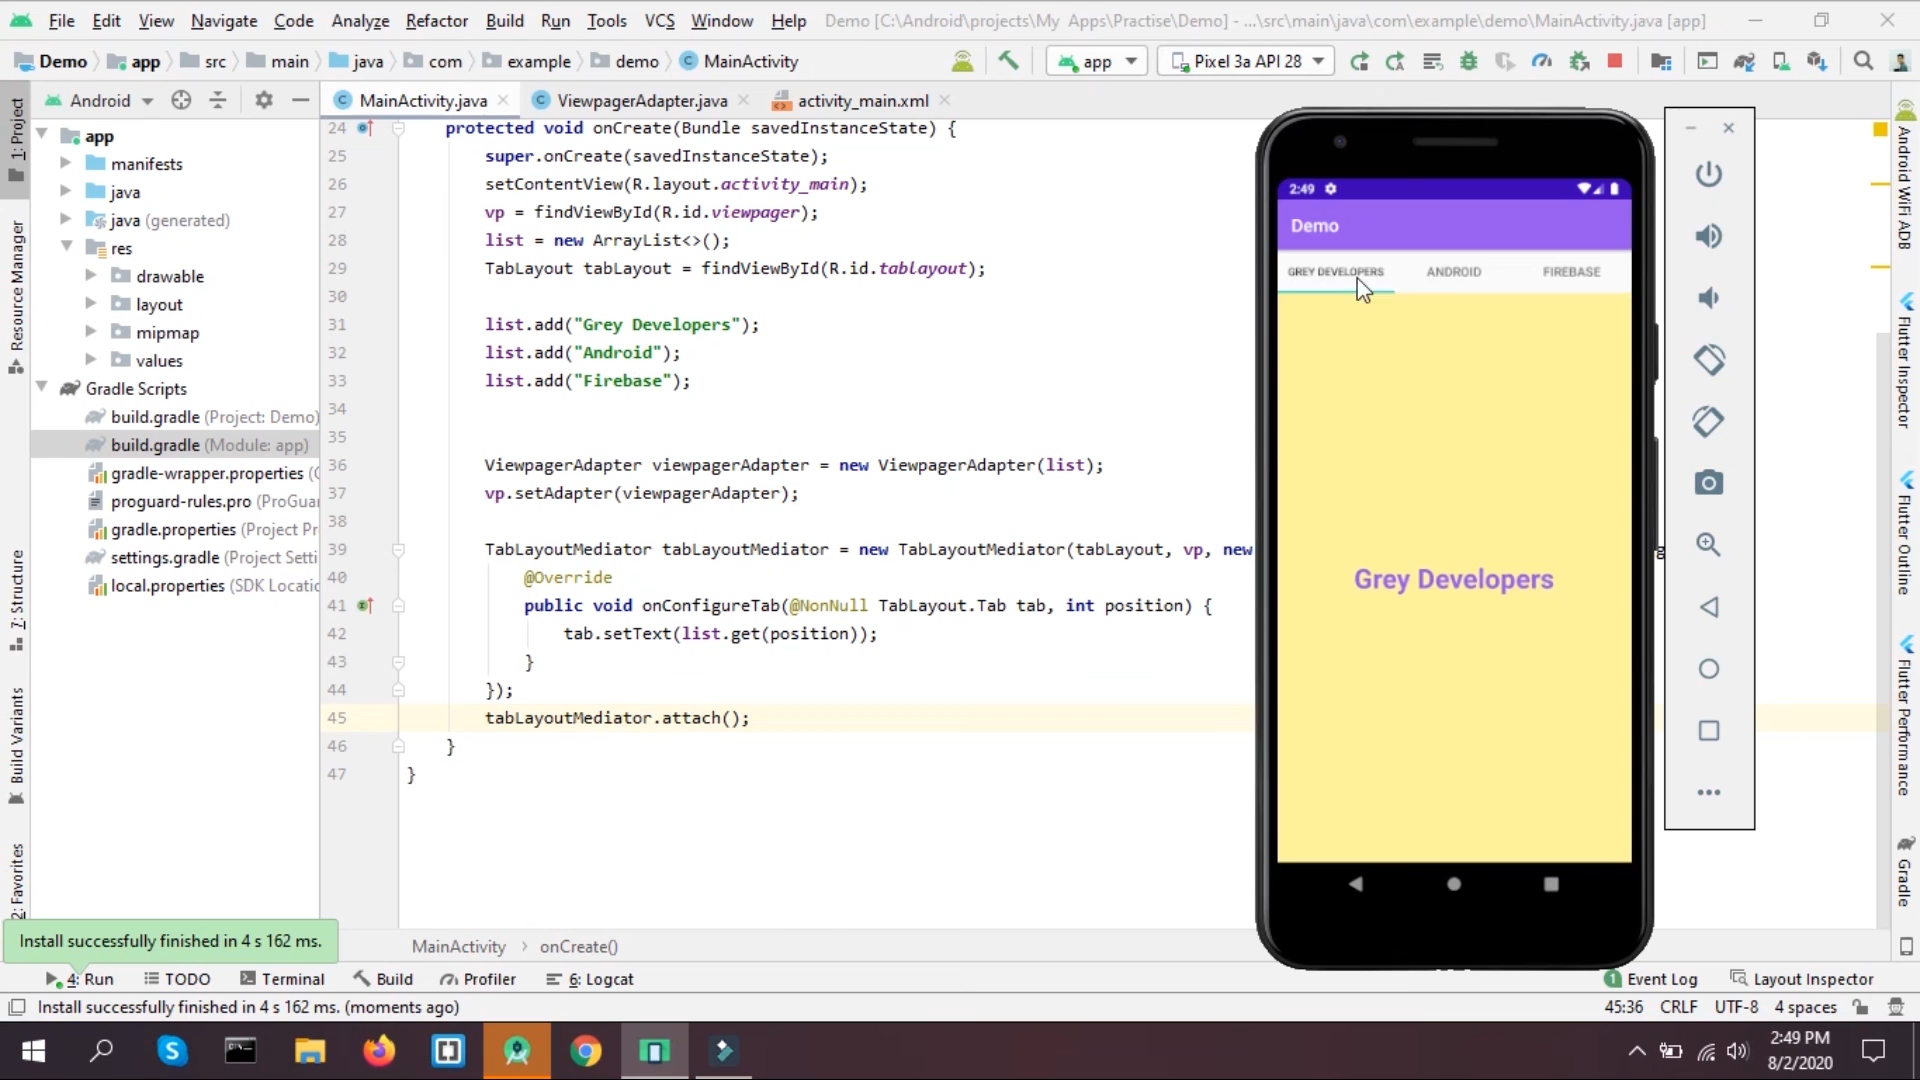 File Edit View Navigate Code Analyze Refactor Build Run Tools VCS Window Help Demo [C:\Android\projects\My Apps\Practise\Demo] - ...\src\main\java\com\example\demo\MainActivity.java [app]
Demo app src main java com example demo MainActivity app Pixel 3a API 28
Android MainActivity.java ViewpagerAdapter.java activity_main.xml
1: Project
Resource Manager
7: Structure
Build Variants
2: Favorites
app
manifests
java
java (generated)
res
drawable
layout
mipmap
values
Gradle Scripts
build.gradle (Project: Demo)
build.gradle (Module: app)
gradle-wrapper.properties (
proguard-rules.pro (ProGua
gradle.properties (Project Pr
settings.gradle (Project Setti
local.properties (SDK Locatic
24 protected void onCreate(Bundle savedInstanceState) {
25 super.onCreate(savedInstanceState);
26 setContentView(R.layout.activity_main);
27 vp = findViewById(R.id.viewpager);
28 list = new ArrayList<>();
29 TabLayout tabLayout = findViewById(R.id.tablayout);
30
31 list.add("Grey Developers");
32 list.add("Android");
33 list.add("Firebase");
34
35
36 ViewpagerAdapter viewpagerAdapter = new ViewpagerAdapter(list);
37 vp.setAdapter(viewpagerAdapter);
38
39 TabLayoutMediator tabLayoutMediator = new TabLayoutMediator(tabLayout, vp, new
40 @Override
41 public void onConfigureTab(@NonNull TabLayout.Tab tab, int position) {
42 tab.setText(list.get(position));
43 }
44 });
45 tabLayoutMediator.attach();
46 }
47 }
2:49
Demo
GREY DEVELOPERS ANDROID FIREBASE
Grey Developers
Android WiFi ADB
Flutter Inspector
Flutter Outline
Flutter Performance
Gradle
Install successfully finished in 4 s 162 ms.
MainActivity onCreate()
4: Run TODO Terminal Build Profiler 6: Logcat 1 Event Log Layout Inspector
Install successfully finished in 4 s 162 ms. (moments ago) 45:36 CRLF UTF-8 4 spaces
2:49 PM
8/2/2020